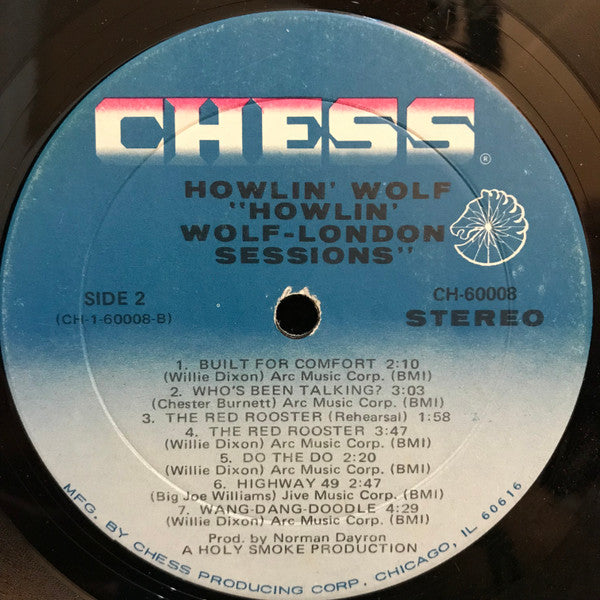 CHESS
®
HOWLIN' WOLF
"HOWLIN'
WOLF-LONDON
SESSIONS"
SIDE 2
(CH-1-60008-B)
CH-60008
STEREO
1. BUILT FOR COMFORT 2:10
(Willie Dixon) Arc Music Corp. (BMI)
2. WHO'S BEEN TALKING? 3:03
(Chester Burnett) Arc Music Corp. (BMI)
3. THE RED ROOSTER (Rehearsal) 1:58
4. THE RED ROOSTER 3:47
(Willie Dixon) Arc Music Corp. (BMI)
5. DO THE DO 2:20
(Willie Dixon) Arc Music Corp. (BMI)
6. HIGHWAY 49 2:47
(Big Joe Williams) Jive Music Corp. (BMI)
7. WANG-DANG-DOODLE 4:29
(Willie Dixon) Arc Music Corp. (BMI)
Prod. by Norman Dayron
A HOLY SMOKE PRODUCTION
MFG. BY CHESS PRODUCING CORP. CHICAGO, IL 60616